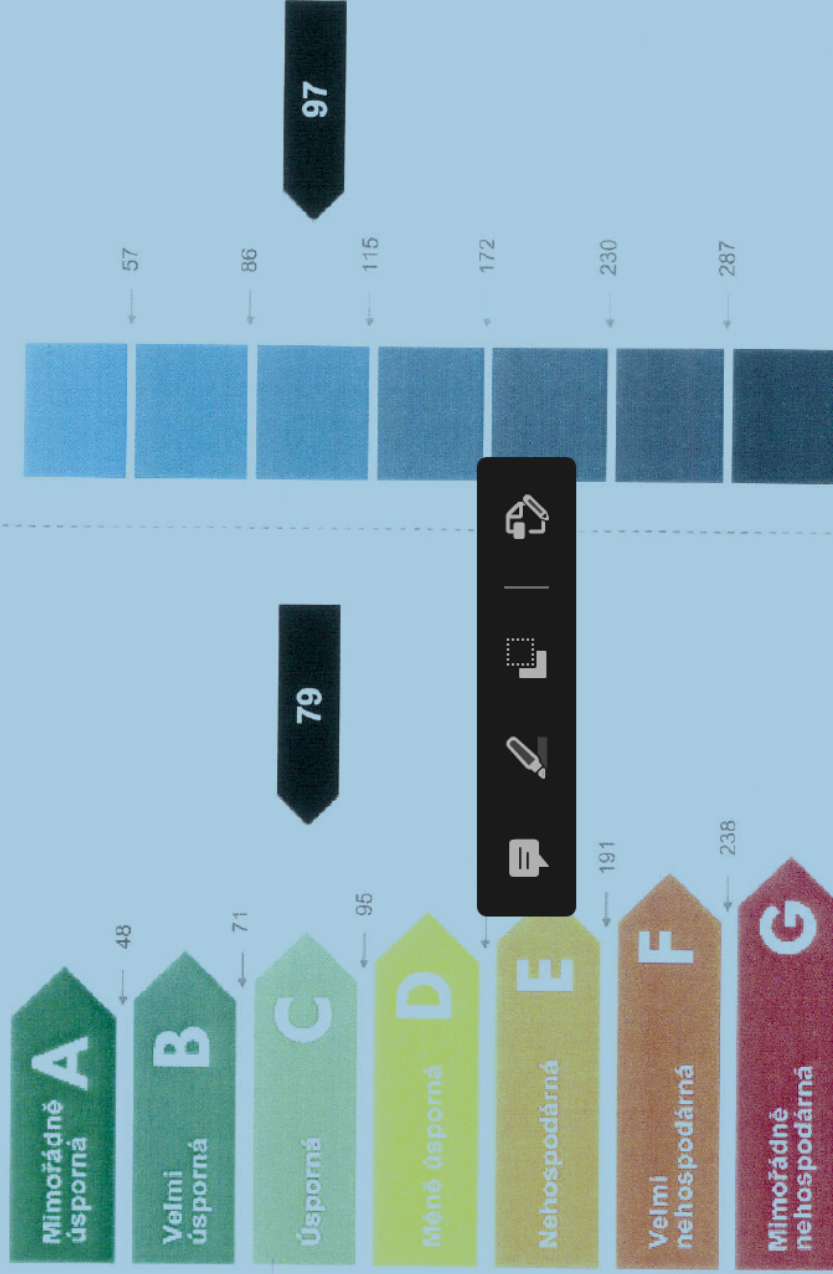 Mimořádně
úsporná
A
48
57
Velmi
úsporná
B
71
86
Úsporná
C
79
97
95
115
Méně úsporná
D
172
Nehospodárná
E
191
230
Velmi
nehospodárná
F
238
287
Mimořádně
nehospodárná
G